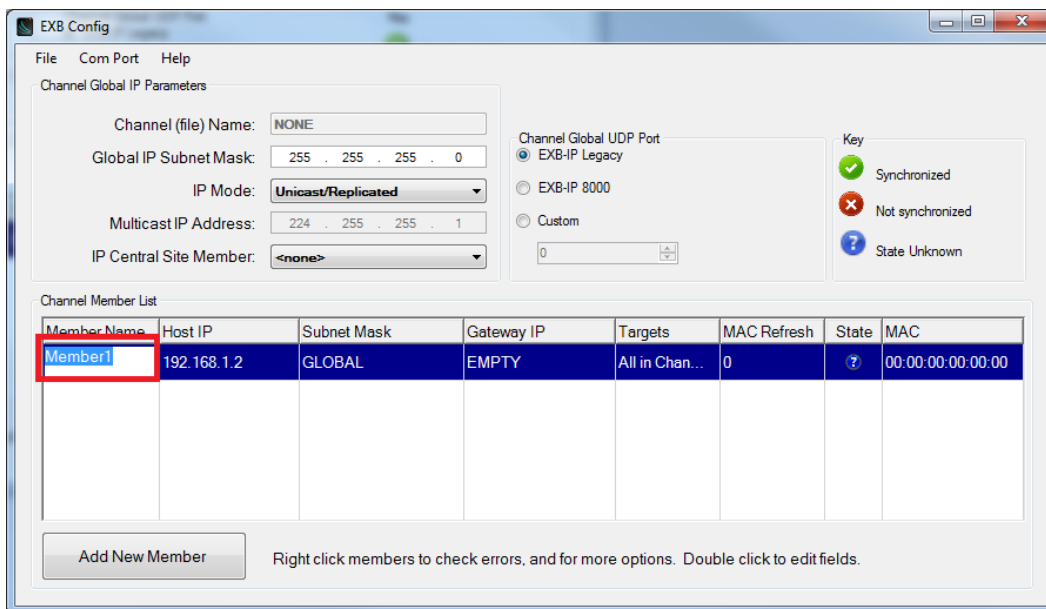 EXB Config
File Com Port Help
Channel Global IP Parameters
Channel (file) Name: NONE
Global IP Subnet Mask: 255 . 255 . 255 . 0
IP Mode: Unicast/Replicated
Multicast IP Address: 224 . 255 . 255 . 1
IP Central Site Member: <none>
Channel Global UDP Port
EXB-IP Legacy
EXB-IP 8000
Custom
0
Key
Synchronized
Not synchronized
State Unknown
Channel Member List
Member Name Host IP Subnet Mask Gateway IP Targets MAC Refresh State MAC
Member1 192.168.1.2 GLOBAL EMPTY All in Chan... 0 ? 00:00:00:00:00:00
Add New Member Right click members to check errors, and for more options. Double click to edit fields.